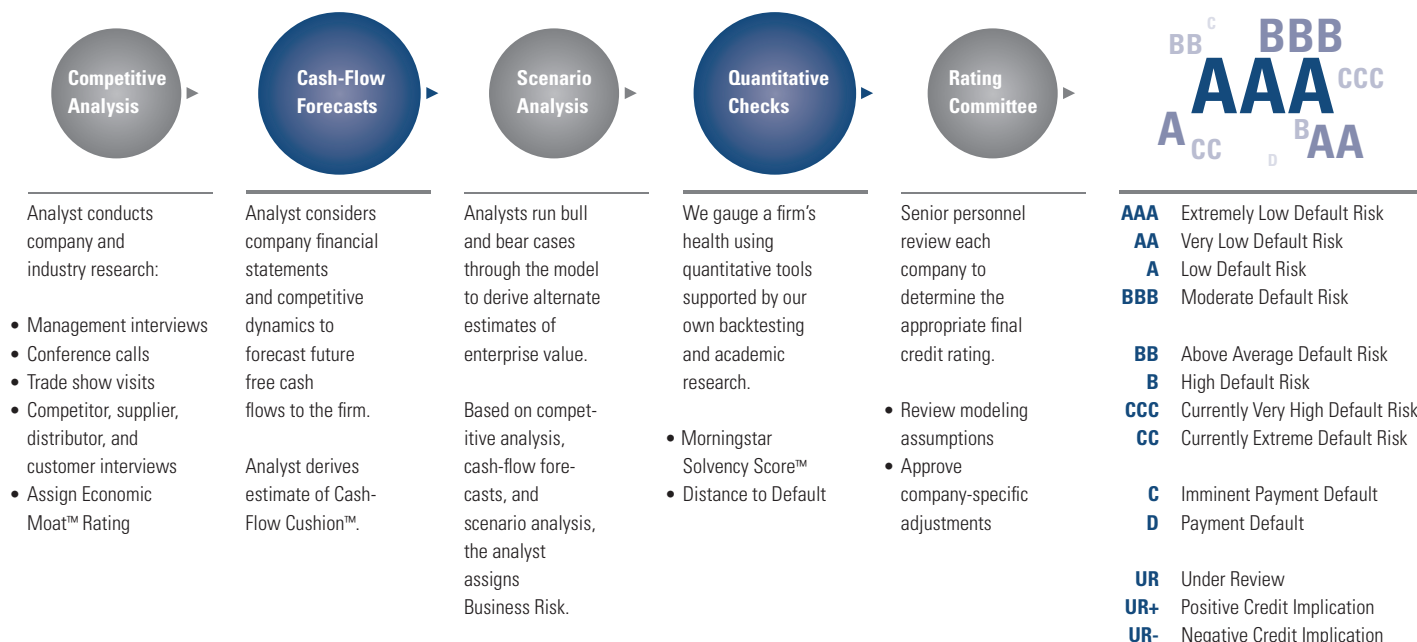 Competitive
Analysis
Cash-Flow
Forecasts
Scenario
Analysis
Quantitative
Checks
Rating
Committee
C
BB
BBB
AAA
CCC
A
CC
B
AA
D
Analyst conducts
company and
industry research:
• Management interviews
• Conference calls
• Trade show visits
• Competitor, supplier,
distributor, and
customer interviews
• Assign Economic
Moat™ Rating
Analyst considers
company financial
statements
and competitive
dynamics to
forecast future
free cash
flows to the firm.
Analyst derives
estimate of Cash-
Flow Cushion™.
Analysts run bull
and bear cases
through the model
to derive alternate
estimates of
enterprise value.
Based on compet-
itive analysis,
cash-flow fore-
casts, and
scenario analysis,
the analyst
assigns
Business Risk.
We gauge a firm's
health using
quantitative tools
supported by our
own backtesting
and academic
research.
• Morningstar
Solvency Score™
• Distance to Default
Senior personnel
review each
company to
determine the
appropriate final
credit rating.
• Review modeling
assumptions
• Approve
company-specific
adjustments
AAA Extremely Low Default Risk
AA Very Low Default Risk
A Low Default Risk
BBB Moderate Default Risk
BB Above Average Default Risk
B High Default Risk
CCC Currently Very High Default Risk
CC Currently Extreme Default Risk
C Imminent Payment Default
D Payment Default
UR Under Review
UR+ Positive Credit Implication
UR- Negative Credit Implication